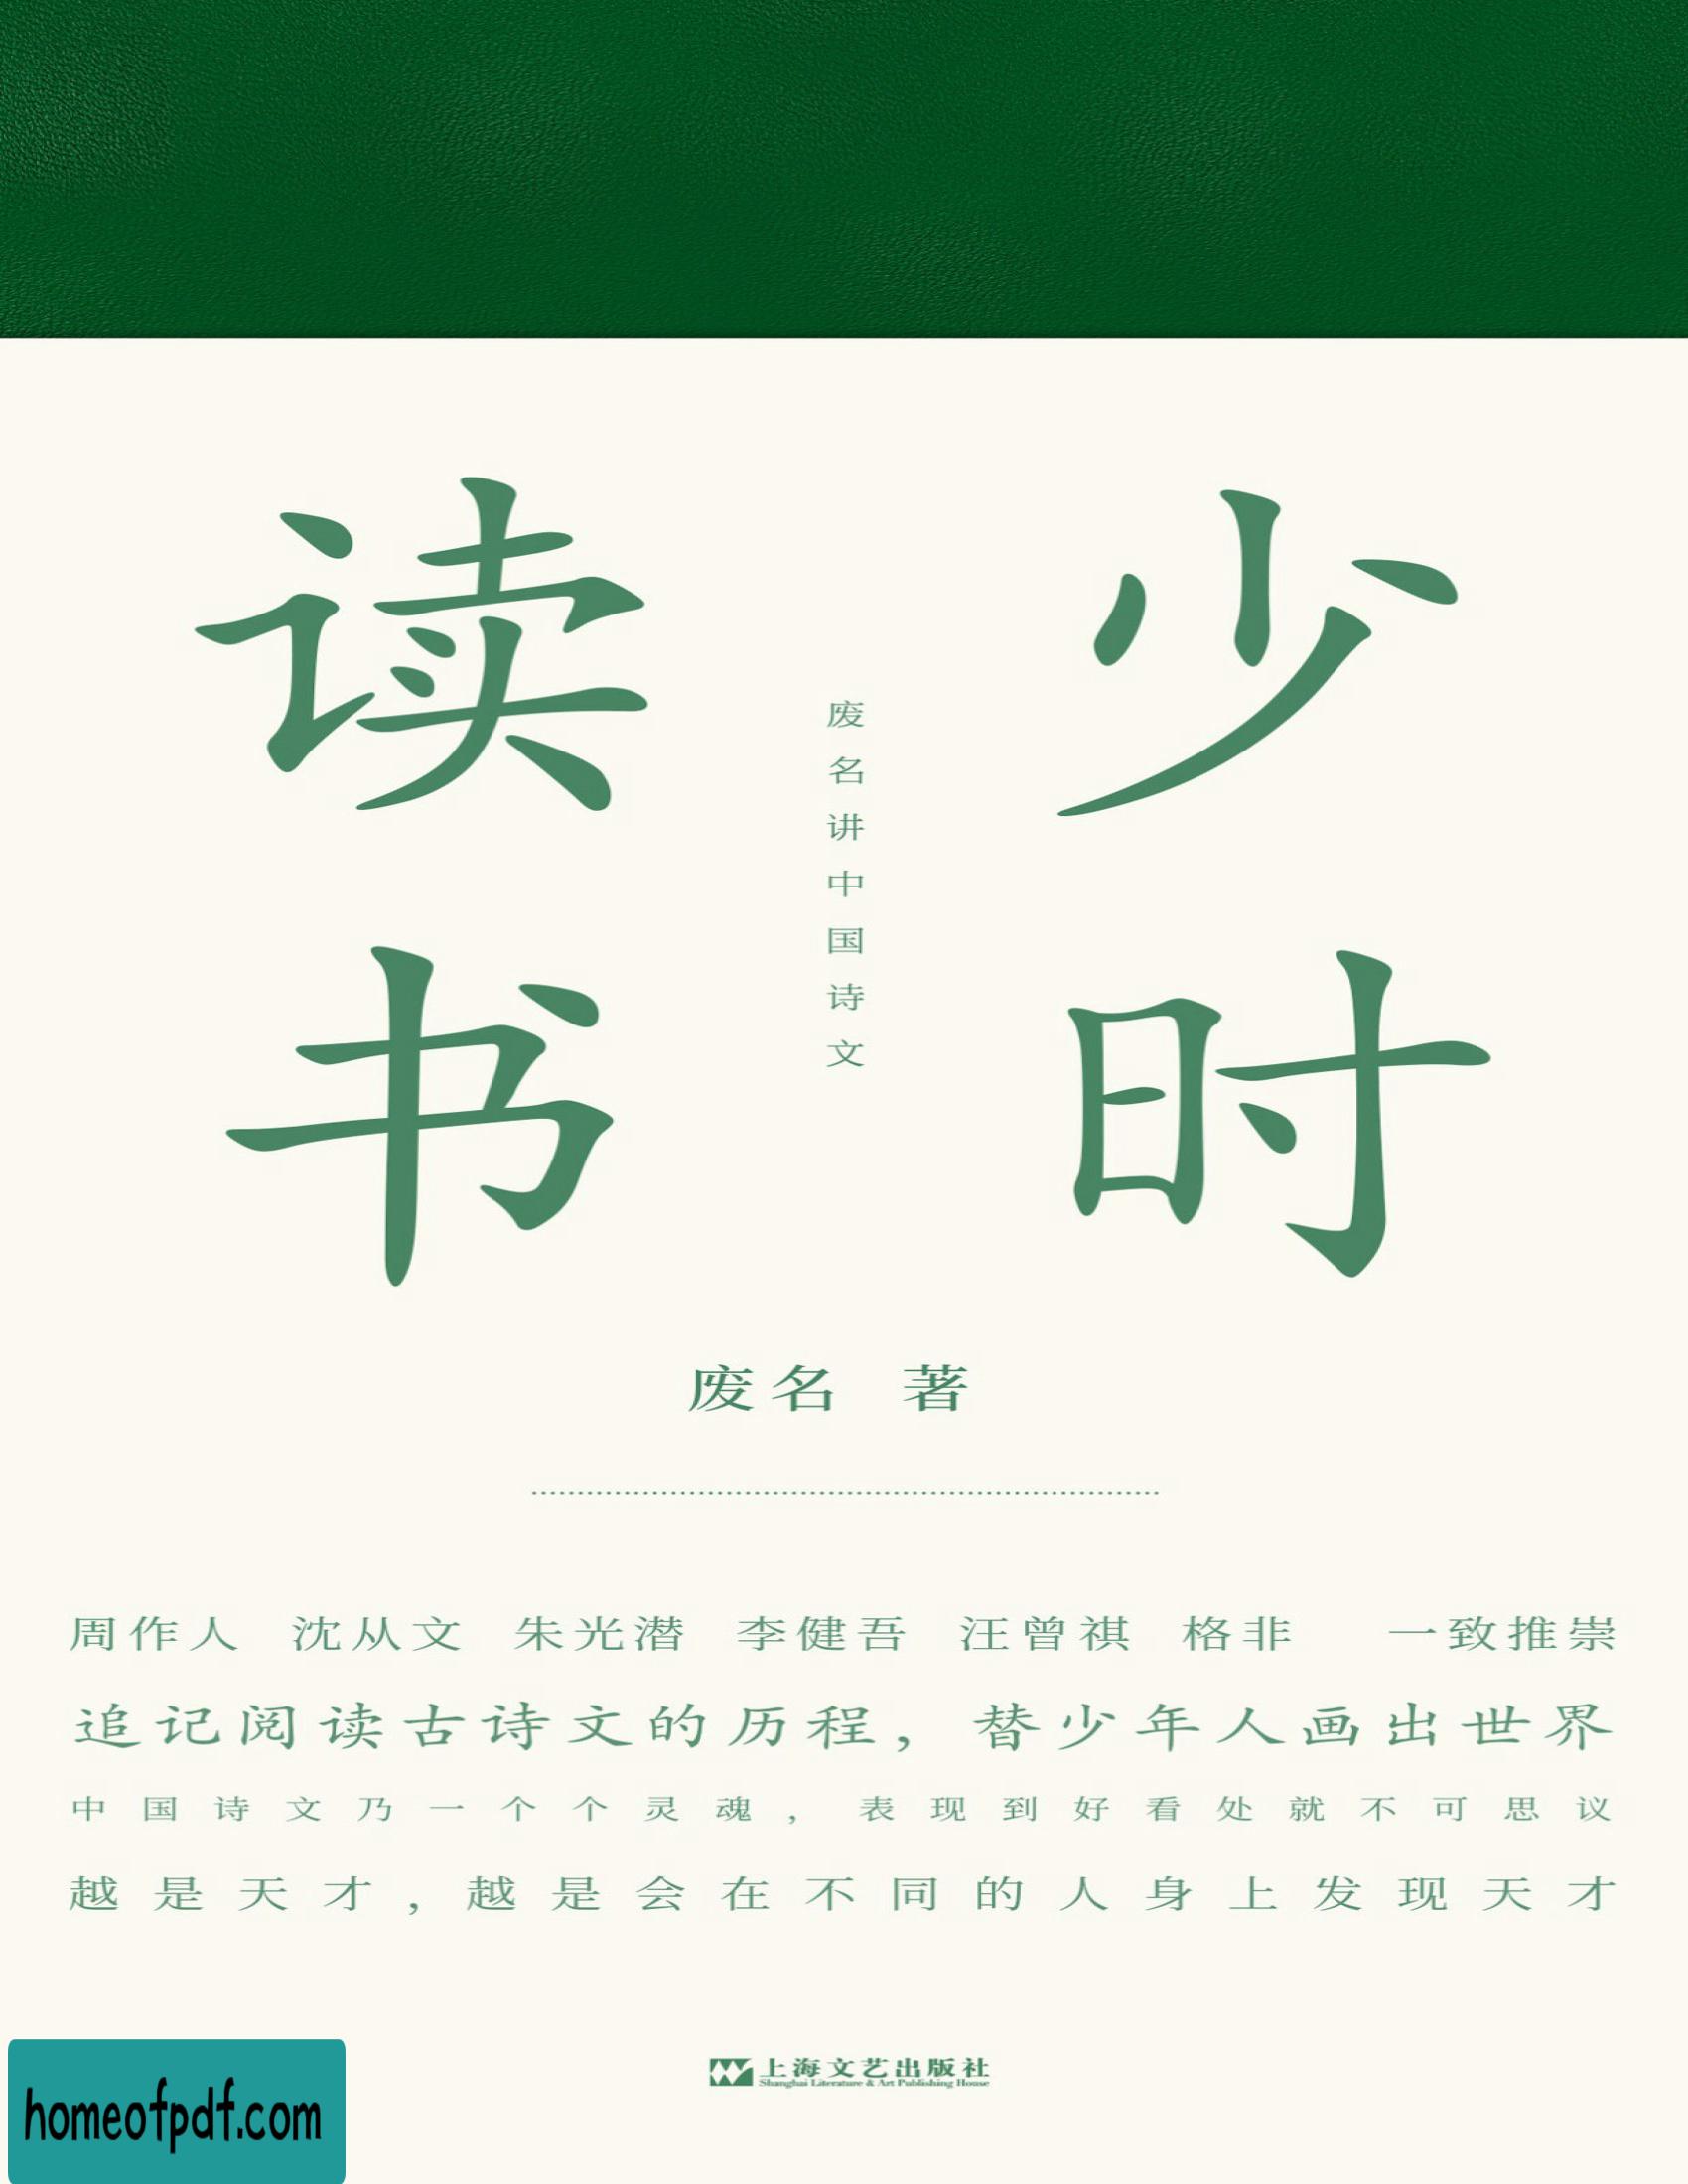 少时
读书
废名讲中国诗文
废名 著
周作人 沈从文 朱光潜 李健吾 汪曾祺 格非 一致推崇
追记阅读古诗文的历程，替少年人画出世界
中国诗文乃一个个灵魂，表现到好看处就不可思议
越是天才，越是会在不同的人身上发现天才
上海文艺出版社
Shanghai Literature & Art Publishing House
homeofpdf.com